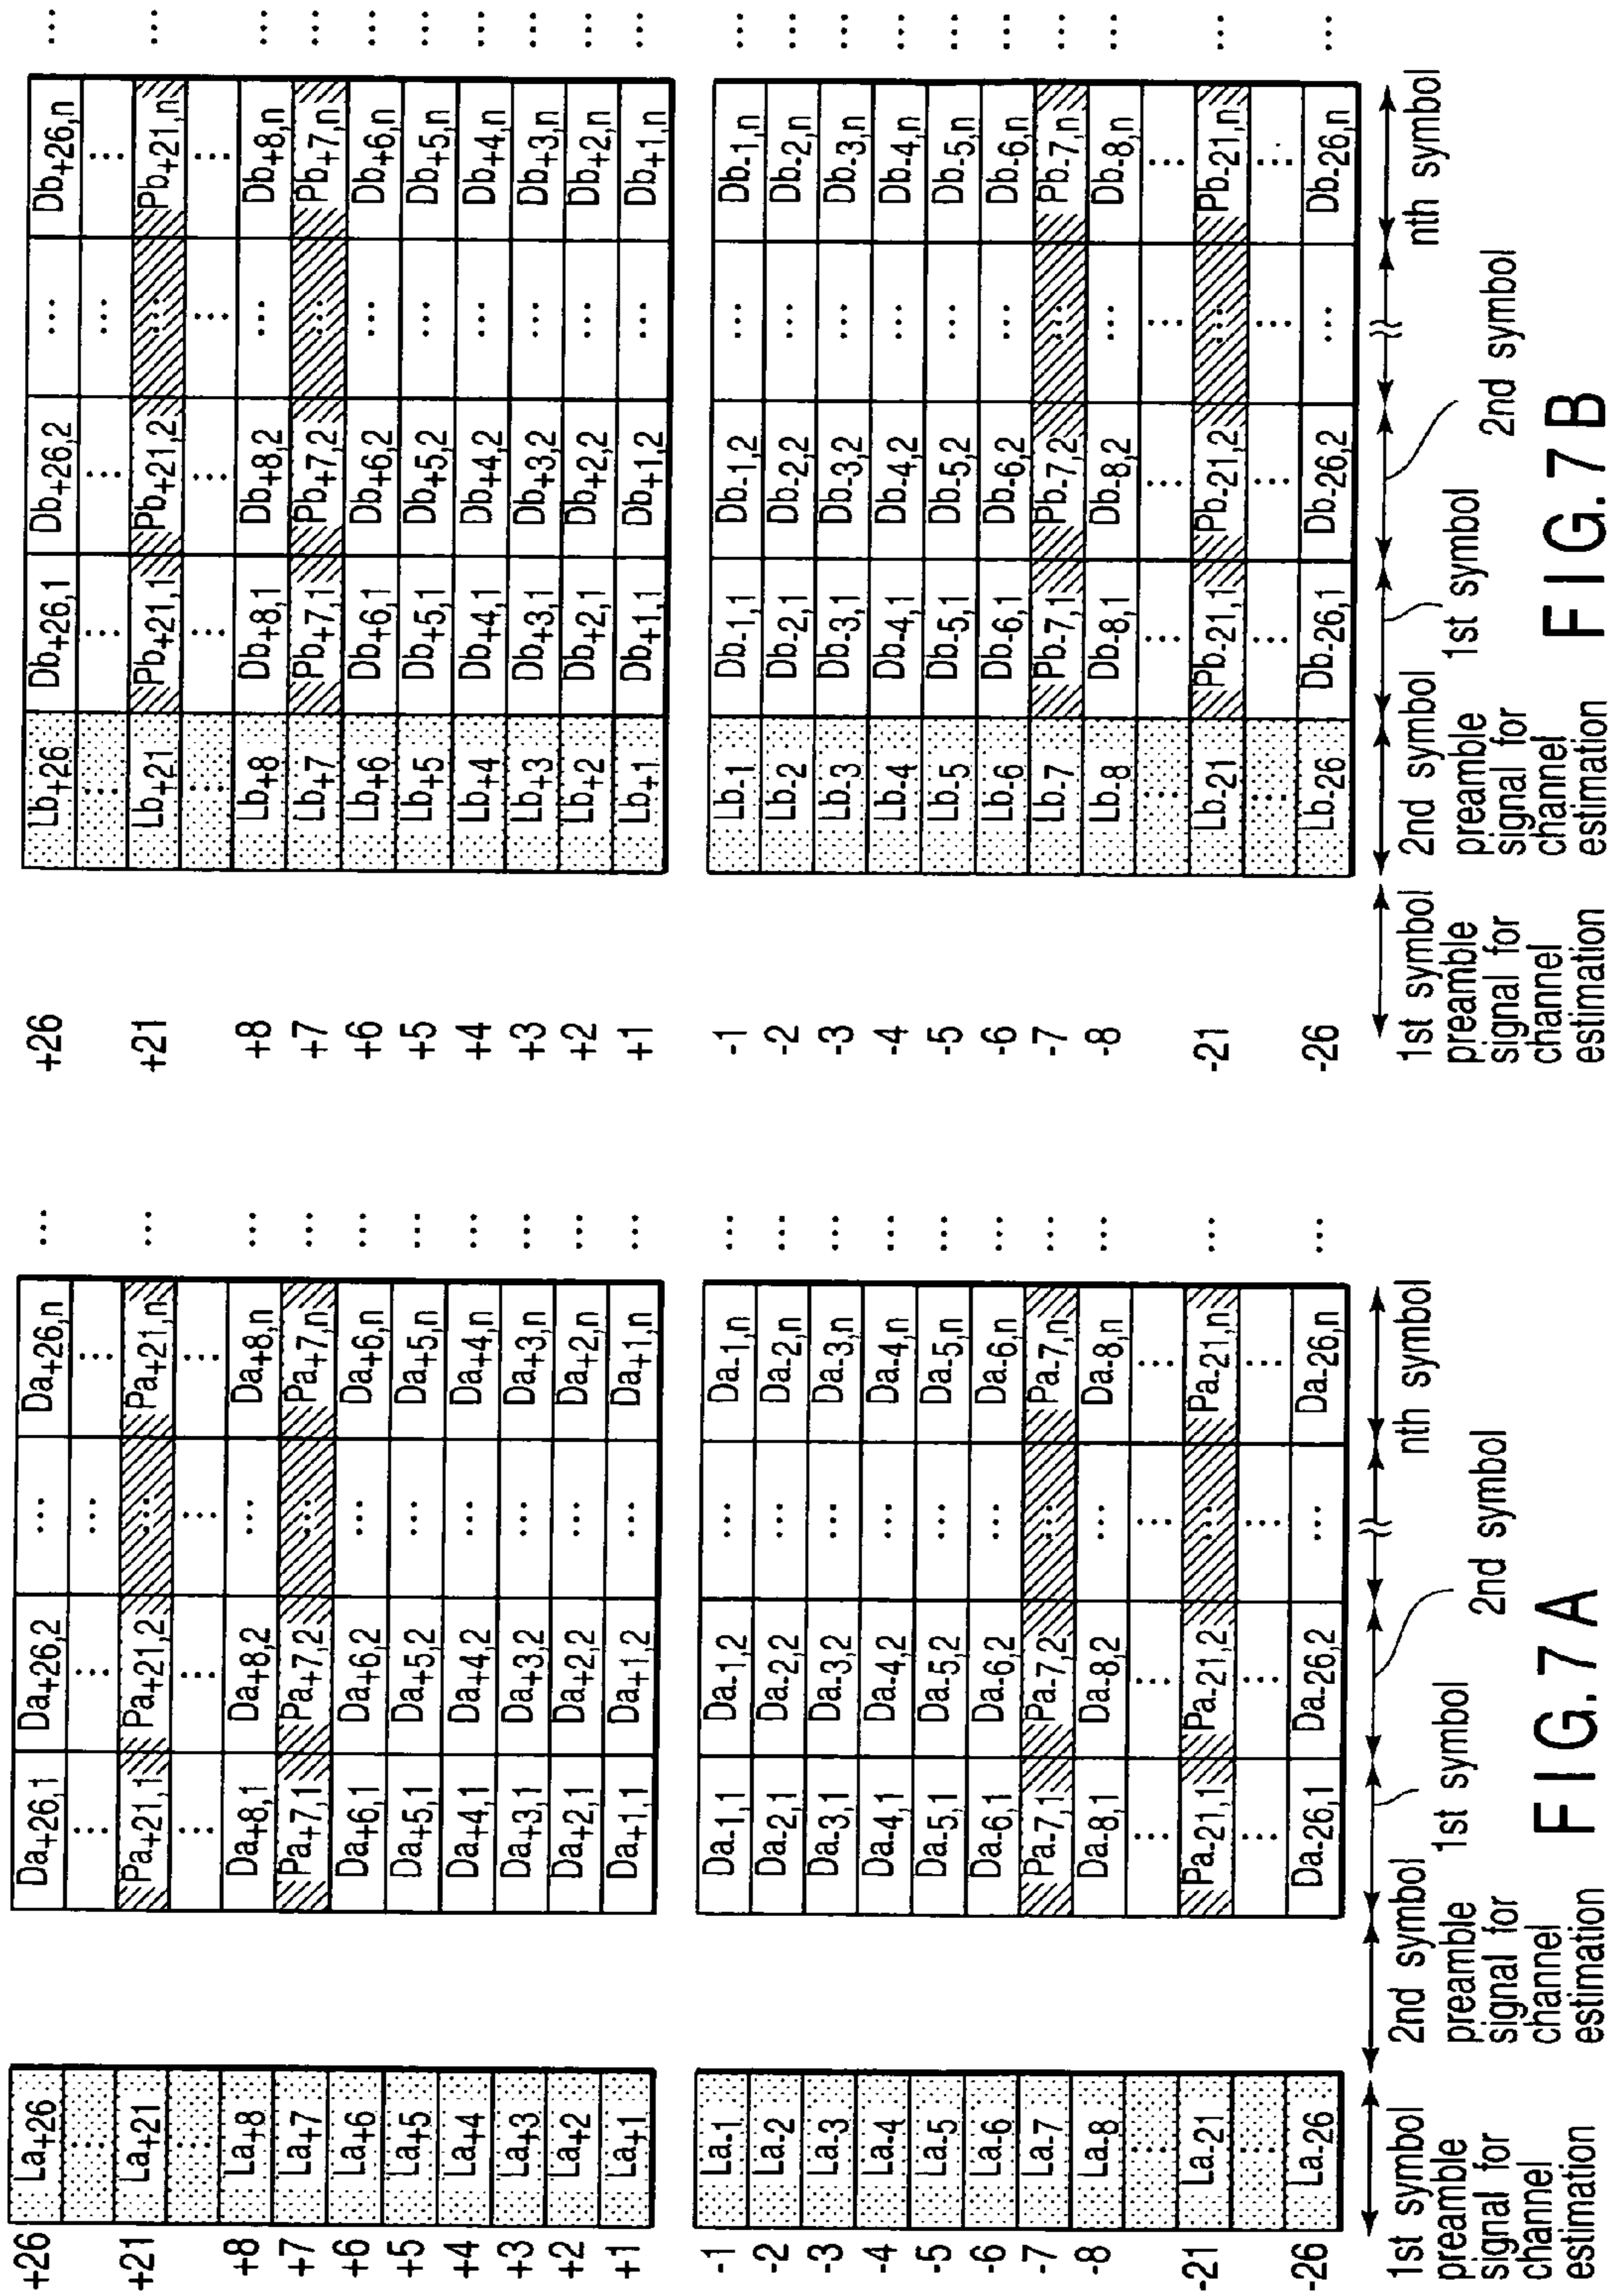 +26 La+26 Da+26,1 Da+26,2 ... Da+26,n ...
... ... ... ... ...
+21 La+21 Pa+21,1 Pa+21,2 ... Pa+21,n ...
... ... ... ... ...
+8 La+8 Da+8,1 Da+8,2 ... Da+8,n ...
+7 La+7 Pa+7,1 Pa+7,2 ... Pa+7,n ...
+6 La+6 Da+6,1 Da+6,2 ... Da+6,n ...
+5 La+5 Da+5,1 Da+5,2 ... Da+5,n ...
+4 La+4 Da+4,1 Da+4,2 ... Da+4,n ...
+3 La+3 Da+3,1 Da+3,2 ... Da+3,n ...
+2 La+2 Da+2,1 Da+2,2 ... Da+2,n ...
+1 La+1 Da+1,1 Da+1,2 ... Da+1,n ...
-1 La-1 Da-1,1 Da-1,2 ... Da-1,n ...
-2 La-2 Da-2,1 Da-2,2 ... Da-2,n ...
-3 La-3 Da-3,1 Da-3,2 ... Da-3,n ...
-4 La-4 Da-4,1 Da-4,2 ... Da-4,n ...
-5 La-5 Da-5,1 Da-5,2 ... Da-5,n ...
-6 La-6 Da-6,1 Da-6,2 ... Da-6,n ...
-7 La-7 Pa-7,1 Pa-7,2 ... Pa-7,n ...
-8 La-8 Da-8,1 Da-8,2 ... Da-8,n ...
... ... ... ... ...
-21 La-21 Pa-21,1 Pa-21,2 ... Pa-21,n ...
... ... ... ... ...
-26 La-26 Da-26,1 Da-26,2 ... Da-26,n ...
1st symbol
preamble
signal for
channel
estimation
2nd symbol
preamble
signal for
channel
estimation
1st symbol
2nd symbol
nth symbol
FIG.7A
+26 Lb+26 Db+26,1 Db+26,2 ... Db+26,n ...
... ... ... ... ...
+21 Lb+21 Pb+21,1 Pb+21,2 ... Pb+21,n ...
... ... ... ... ...
+8 Lb+8 Db+8,1 Db+8,2 ... Db+8,n ...
+7 Lb+7 Pb+7,1 Pb+7,2 ... Pb+7,n ...
+6 Lb+6 Db+6,1 Db+6,2 ... Db+6,n ...
+5 Lb+5 Db+5,1 Db+5,2 ... Db+5,n ...
+4 Lb+4 Db+4,1 Db+4,2 ... Db+4,n ...
+3 Lb+3 Db+3,1 Db+3,2 ... Db+3,n ...
+2 Lb+2 Db+2,1 Db+2,2 ... Db+2,n ...
+1 Lb+1 Db+1,1 Db+1,2 ... Db+1,n ...
-1 Lb-1 Db-1,1 Db-1,2 ... Db-1,n ...
-2 Lb-2 Db-2,1 Db-2,2 ... Db-2,n ...
-3 Lb-3 Db-3,1 Db-3,2 ... Db-3,n ...
-4 Lb-4 Db-4,1 Db-4,2 ... Db-4,n ...
-5 Lb-5 Db-5,1 Db-5,2 ... Db-5,n ...
-6 Lb-6 Db-6,1 Db-6,2 ... Db-6,n ...
-7 Lb-7 Pb-7,1 Pb-7,2 ... Pb-7,n ...
-8 Lb-8 Db-8,1 Db-8,2 ... Db-8,n ...
... ... ... ... ...
-21 Lb-21 Pb-21,1 Pb-21,2 ... Pb-21,n ...
... ... ... ... ...
-26 Lb-26 Db-26,1 Db-26,2 ... Db-26,n ...
1st symbol
preamble
signal for
channel
estimation
2nd symbol
preamble
signal for
channel
estimation
1st symbol
2nd symbol
nth symbol
FIG.7B